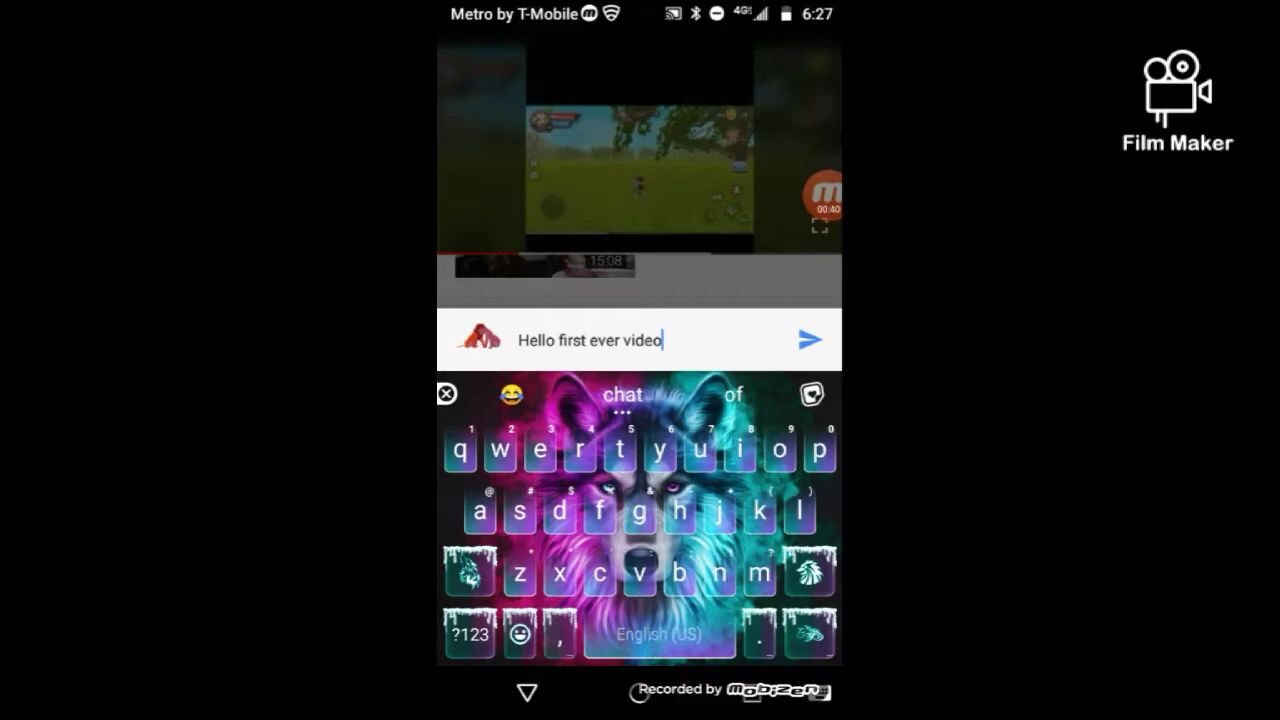 Metro by T-Mobile
4G
6:27
Film Maker
00:40
15:08
Hello first ever video
chat of
1 2 3 4 5 6 7 8 9 0
q w e r t y u i o p
@ # $ & - + ( )
a s d f g h j k l
* " ' : ; ?
z x c v b n m
?123 , English (US) .
Recorded by mobizen